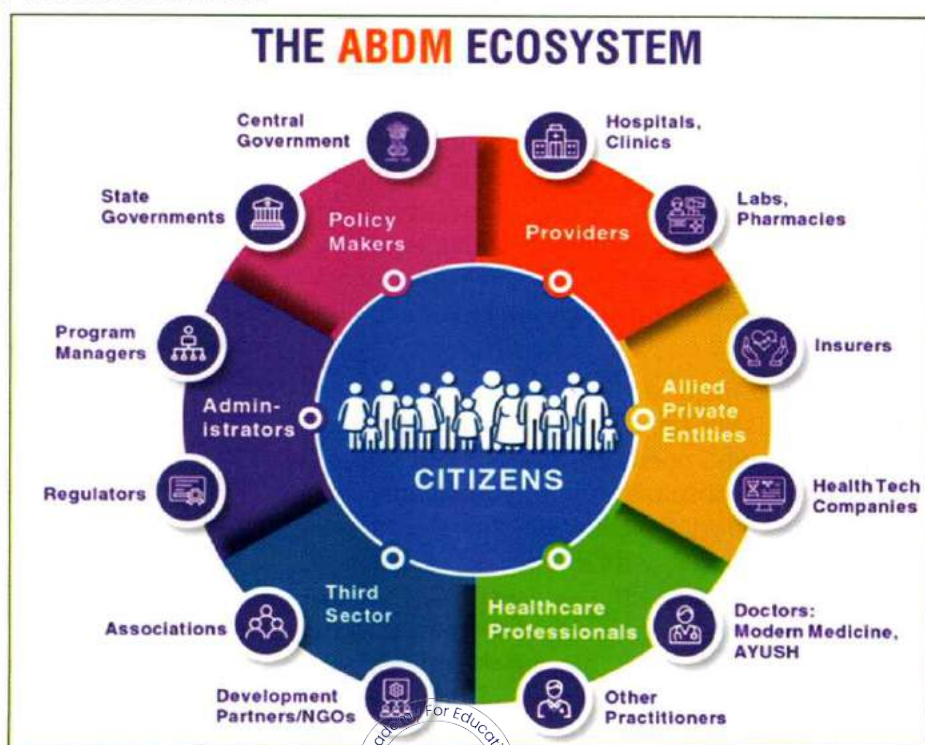 THE ABDM ECOSYSTEM
Central
Government
Hospitals,
Clinics
State
Governments
Labs,
Pharmacies
Policy
Makers
Providers
Program
Managers
Insurers
Admin-
istrators
Allied
Private
Entities
CITIZENS
Regulators
Health Tech
Companies
Third
Sector
Healthcare
Professionals
Associations
Doctors:
Modern Medicine,
AYUSH
Development
Partners/NGOs
Other
Practitioners
For